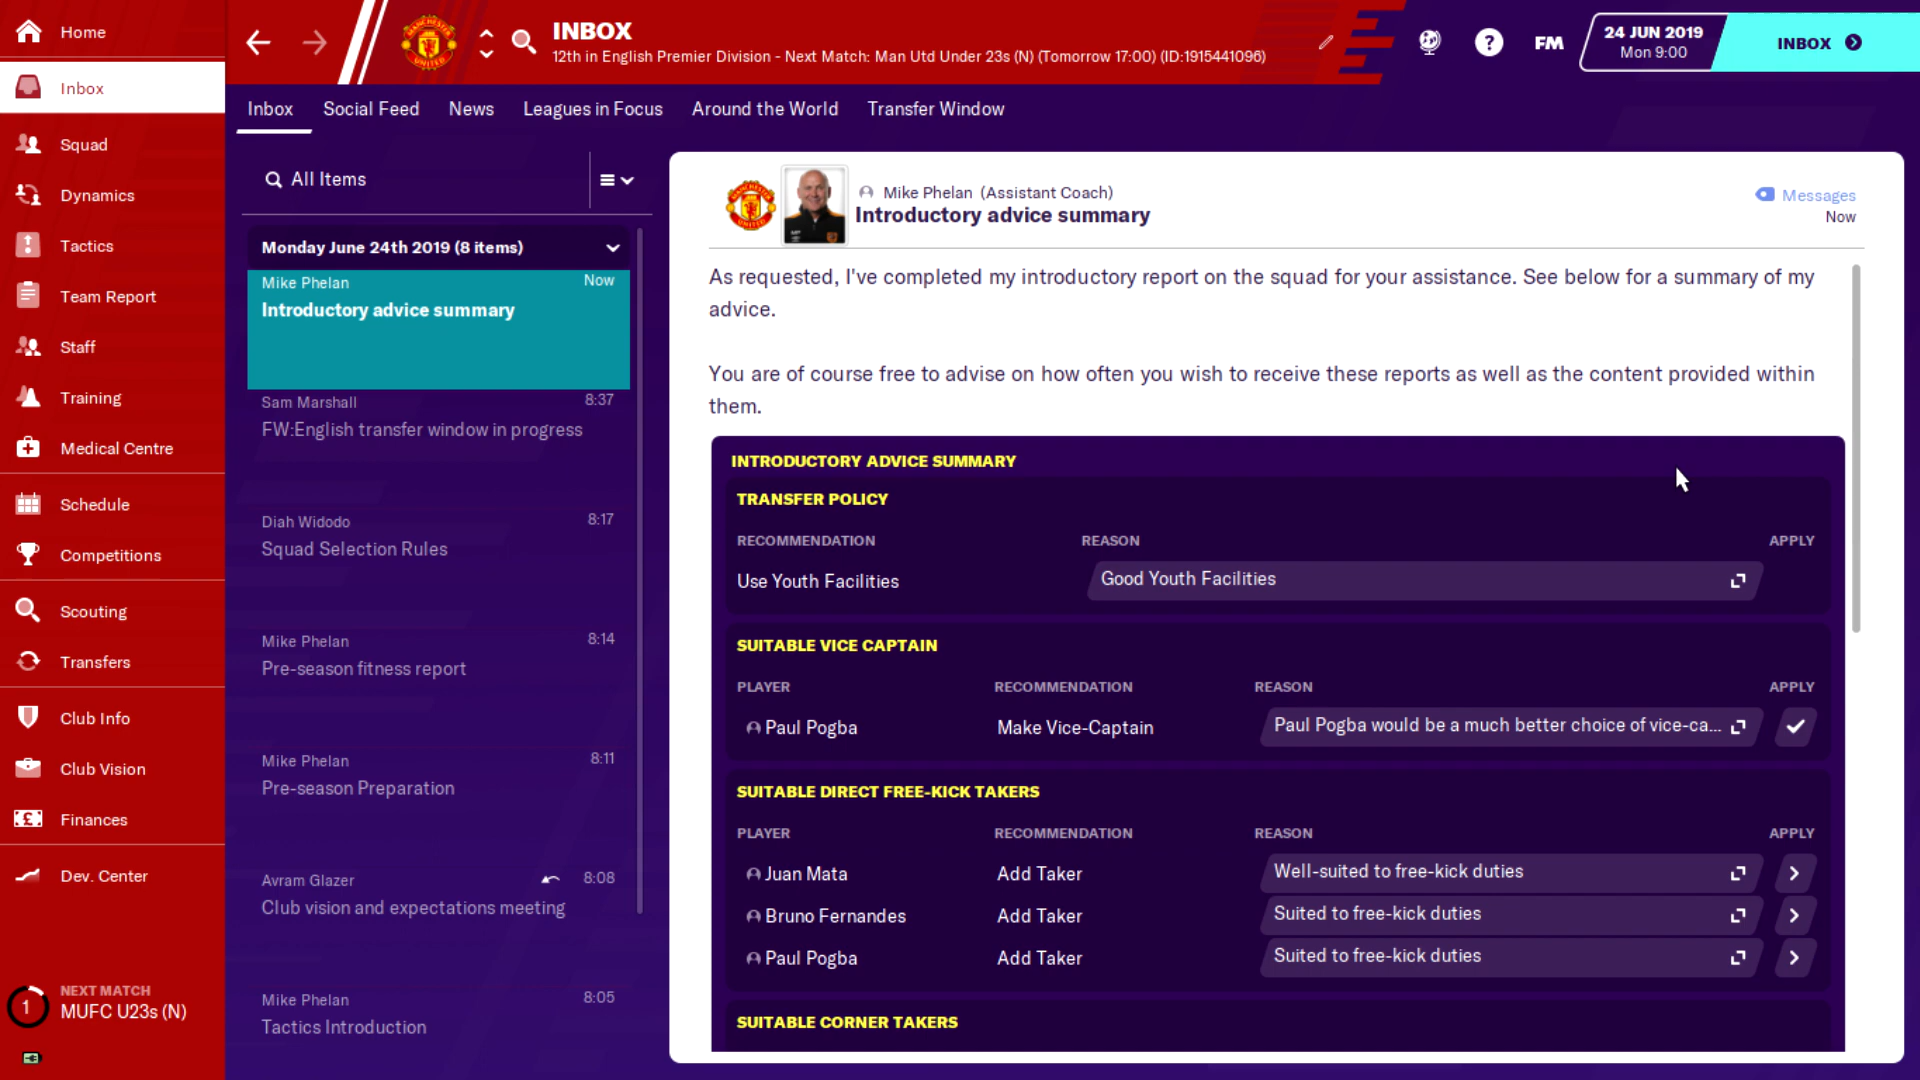 Home
Inbox
Squad
Dynamics
Tactics
Team Report
Staff
Training
Medical Centre
Schedule
Competitions
Scouting
Transfers
Club Info
Club Vision
Finances
Dev. Center
1
NEXT MATCH
MUFC U23s (N)
INBOX
12th in English Premier Division - Next Match: Man Utd Under 23s (N) (Tomorrow 17:00) (ID:1915441096)
?
FM
24 JUN 2019
Mon 9:00
INBOX
Inbox
Social Feed
News
Leagues in Focus
Around the World
Transfer Window
All Items
Monday June 24th 2019 (8 items)
Mike Phelan
Now
Introductory advice summary
Sam Marshall
8:37
FW:English transfer window in progress
Diah Widodo
8:17
Squad Selection Rules
Mike Phelan
8:14
Pre-season fitness report
Mike Phelan
8:11
Pre-season Preparation
Avram Glazer
8:08
Club vision and expectations meeting
Mike Phelan
8:05
Tactics Introduction
MANCHESTER
UNITED
Mike Phelan (Assistant Coach)
Introductory advice summary
Messages
Now
As requested, I've completed my introductory report on the squad for your assistance. See below for a summary of my
advice.
You are of course free to advise on how often you wish to receive these reports as well as the content provided within
them.
INTRODUCTORY ADVICE SUMMARY
TRANSFER POLICY
RECOMMENDATION REASON APPLY
Use Youth Facilities Good Youth Facilities
SUITABLE VICE CAPTAIN
PLAYER RECOMMENDATION REASON APPLY
Paul Pogba Make Vice-Captain Paul Pogba would be a much better choice of vice-ca...
SUITABLE DIRECT FREE-KICK TAKERS
PLAYER RECOMMENDATION REASON APPLY
Juan Mata Add Taker Well-suited to free-kick duties
Bruno Fernandes Add Taker Suited to free-kick duties
Paul Pogba Add Taker Suited to free-kick duties
SUITABLE CORNER TAKERS